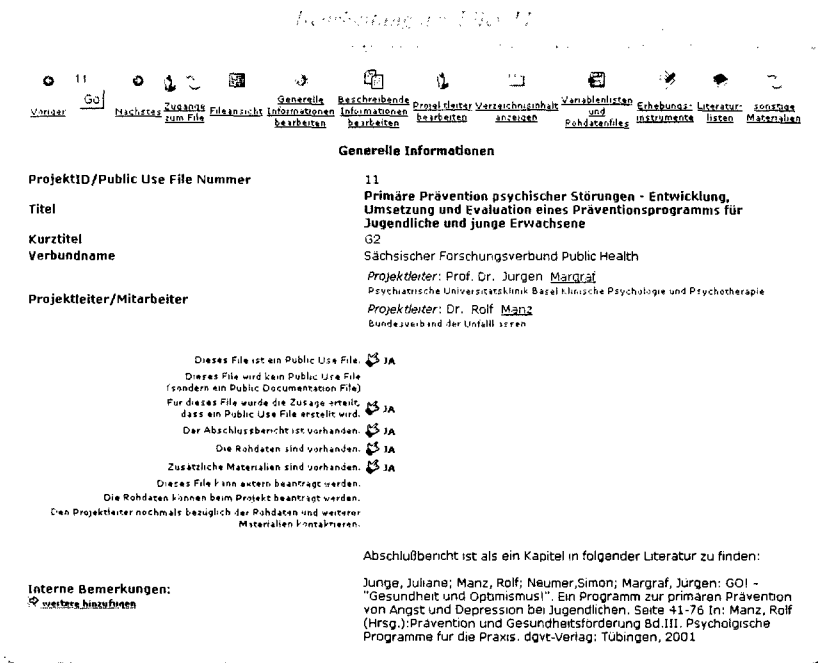 Bearbeitung von File: 11
11
Go
Voriger
Nächstes
Zugänge zum File
Fileansicht
Generelle Informationen bearbeiten
Beschreibende Informationen bearbeiten
Projektleiter bearbeiten
Verzeichnisinhalt anzeigen
Variablenlisten und Rohdatenfiles
Erhebungs-instrumente
Literatur-listen
sonstige Materialien
Generelle Informationen
ProjektID/Public Use File Nummer 11
Titel Primäre Prävention psychischer Störungen - Entwicklung,
Umsetzung und Evaluation eines Präventionsprogramms für
Jugendliche und junge Erwachsene
Kurztitel G2
Verbundname Sächsischer Forschungsverbund Public Health
Projektleiter/Mitarbeiter
Projektleiter: Prof. Dr. Jürgen Margraf
Psychiatrische Universitätsklinik Basel Klinische Psychologie und Psychotherapie
Projektleiter: Dr. Rolf Manz
Bundesverband der Unfallkassen
Dieses File ist ein Public Use File. JA
Dieses File wird kein Public Use File
(sondern ein Public Documentation File)
Für dieses File wurde die Zusage erteilt,
dass ein Public Use File erstellt wird. JA
Der Abschlussbericht ist vorhanden. JA
Die Rohdaten sind vorhanden. JA
Zusätzliche Materialien sind vorhanden. JA
Dieses File kann extern beantragt werden.
Die Rohdaten können beim Projekt beantragt werden.
Den Projektleiter nochmals bezüglich der Rohdaten und weiterer
Materialien kontaktieren.
Interne Bemerkungen:
weitere hinzufügen
Abschlußbericht ist als ein Kapitel in folgender Literatur zu finden:
Junge, Juliane; Manz, Rolf; Neumer,Simon; Margraf, Jürgen: GO! -
"Gesundheit und Optimismus!". Ein Programm zur primären Prävention
von Angst und Depression bei Jugendlichen. Seite 41-76 In: Manz, Rolf
(Hrsg.):Prävention und Gesundheitsförderung Bd.III. Psycholgische
Programme für die Praxis. dgvt-Verlag: Tübingen, 2001